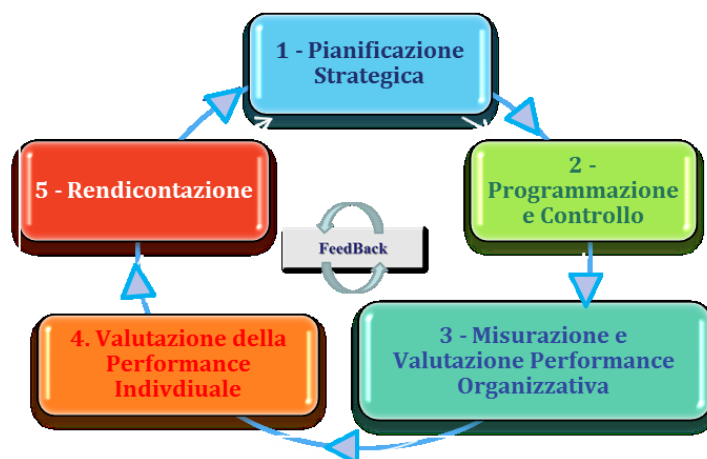 1 - Pianificazione
Strategica
2 -
Programmazione
e Controllo
3 - Misurazione e
Valutazione Performance
Organizzativa
4. Valutazione della
Performance
Indivdiuale
5 - Rendicontazione
FeedBack